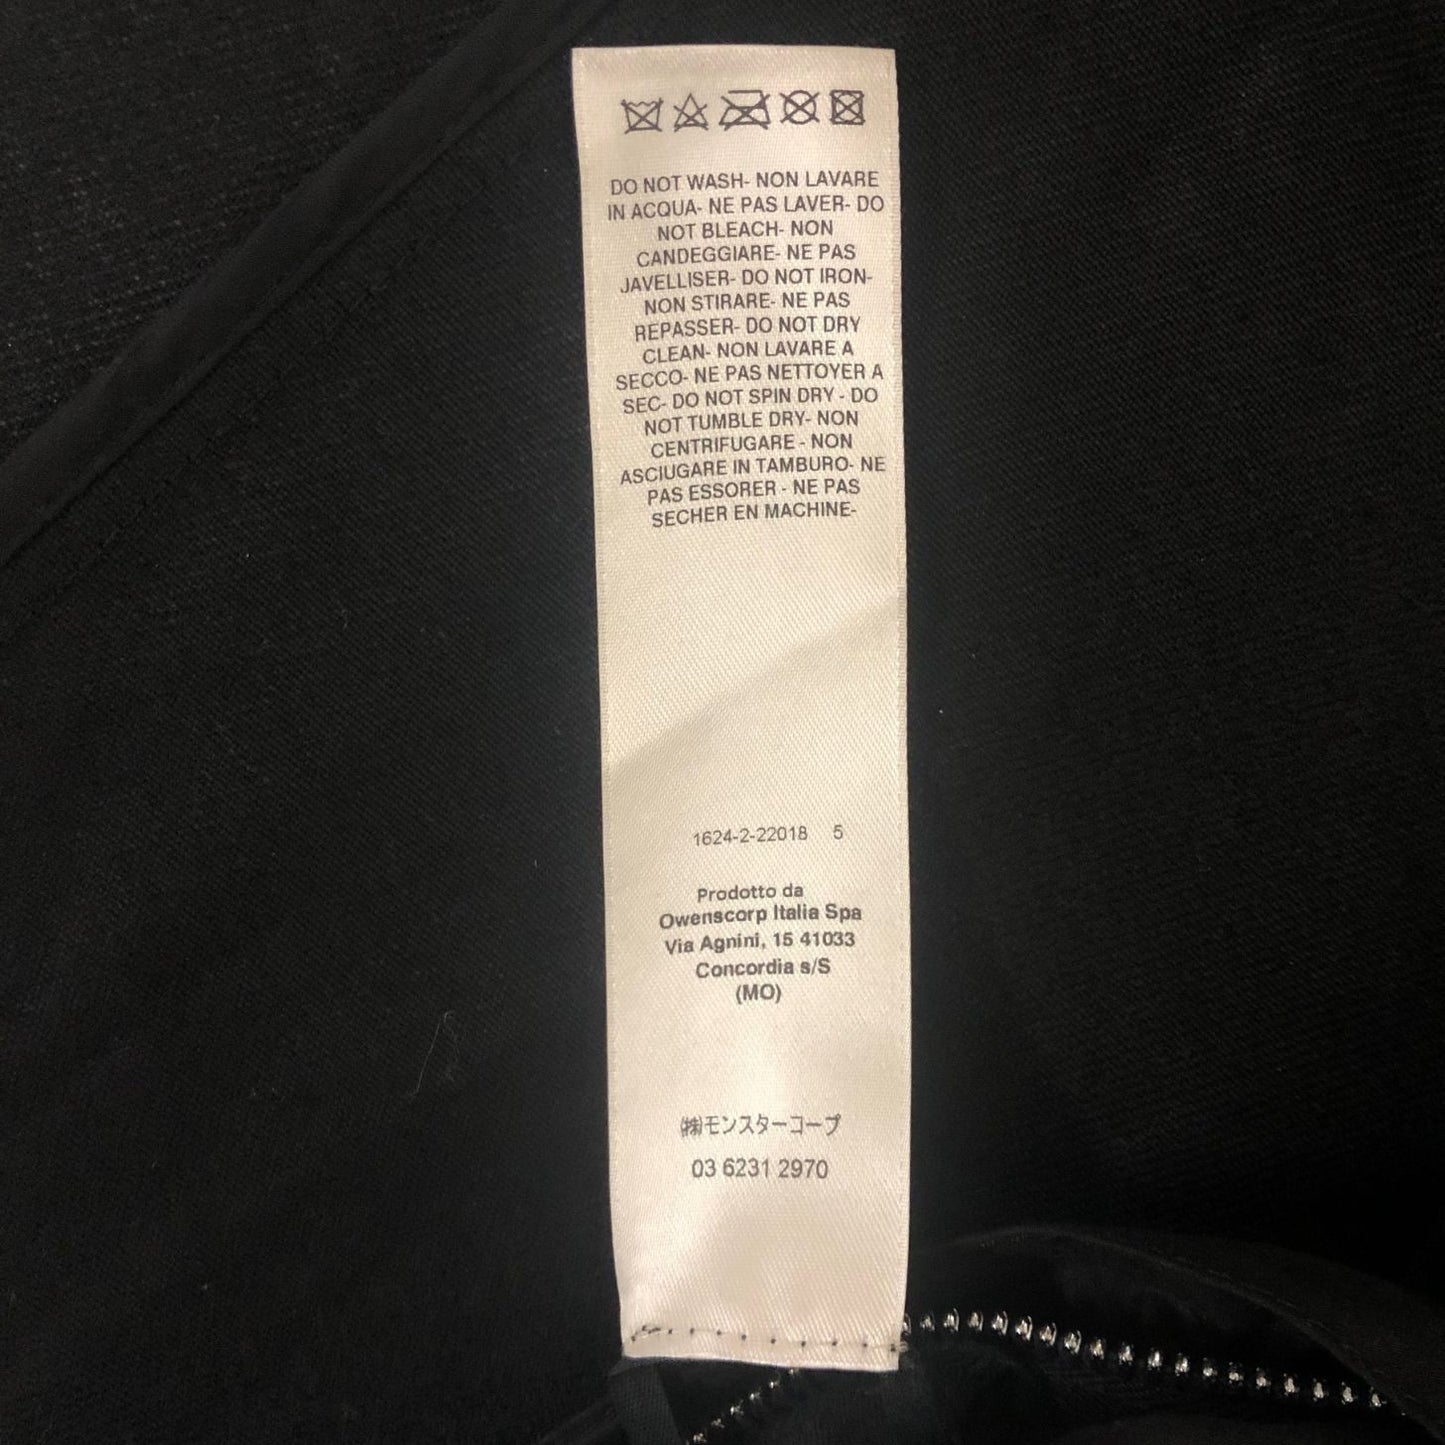 DO NOT WASH- NON LAVARE
IN ACQUA- NE PAS LAVER- DO
NOT BLEACH- NON
CANDEGGIARE- NE PAS
JAVELLISER- DO NOT IRON-
NON STIRARE- NE PAS
REPASSER- DO NOT DRY
CLEAN- NON LAVARE A
SECCO- NE PAS NETTOYER A
SEC- DO NOT SPIN DRY - DO
NOT TUMBLE DRY- NON
CENTRIFUGARE - NON
ASCIUGARE IN TAMBURO- NE
PAS ESSORER - NE PAS
SECHER EN MACHINE-
1624-2-22018 5
Prodotto da
Owenscorp Italia Spa
Via Agnini, 15 41033
Concordia s/S
(MO)
㈱モンスターコープ
03 6231 2970